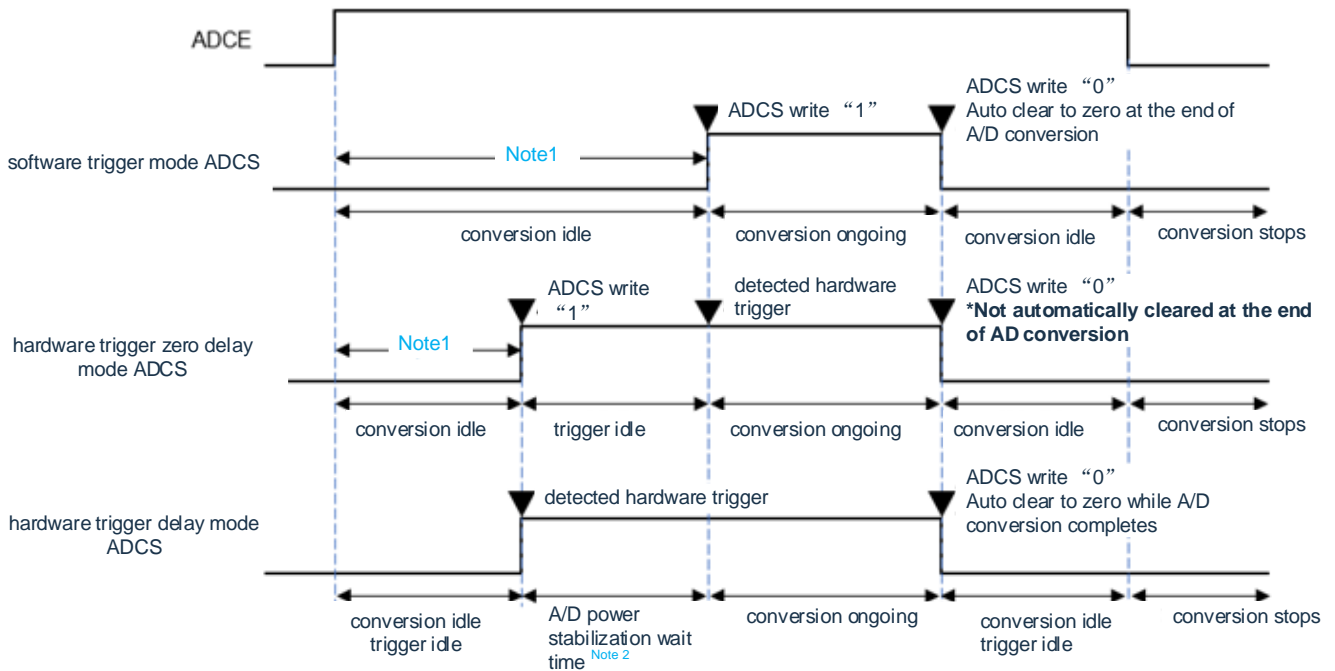 ADCE
ADCS write “0”
Auto clear to zero at the end of
A/D conversion
ADCS write “1”
software trigger mode ADCS
Note1
conversion idle
conversion ongoing
conversion idle
conversion stops
ADCS write
“1”
detected hardware
trigger
ADCS write “0”
*Not automatically cleared at the end
of AD conversion
hardware trigger zero delay
mode ADCS
Note1
conversion idle
trigger idle
conversion ongoing
conversion idle
conversion stops
detected hardware trigger
ADCS write “0”
Auto clear to zero while A/D
conversion completes
hardware trigger delay mode
ADCS
conversion idle
trigger idle
A/D power
stabilization wait
time Note 2
conversion ongoing
conversion idle
trigger idle
conversion stops